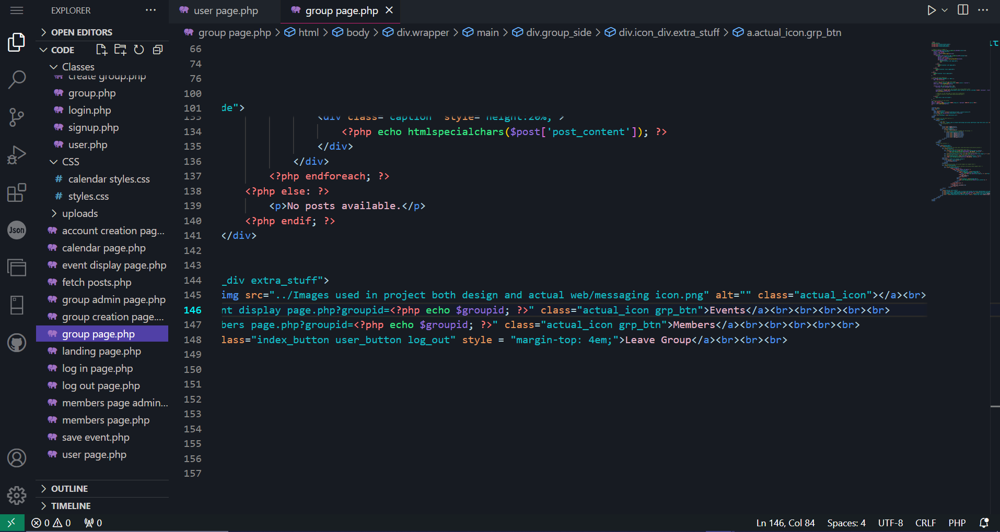 EXPLORER
user page.php
group page.php
OPEN EDITORS
group page.php > html > body > div.wrapper > main > div.group_side > div.icon_div.extra_stuff > a.actual_icon.grp_btn
CODE
Classes
create group.php
group.php
login.php
signup.php
user.php
CSS
# calendar styles.css
# styles.css
uploads
Json
account creation pag...
calendar page.php
event display page.php
fetch posts.php
group admin page.php
group creation page....
group page.php
landing page.php
log in page.php
log out page.php
members page admin...
members page.php
save event.php
user page.php
OUTLINE
TIMELINE
66
74
76
100
101 de">
133 <div class="caption" style="height:20%;">
134 <?php echo htmlspecialchars($post['post_content']); ?>
135 </div>
136 </div>
137 <?php endforeach; ?>
138 <?php else: ?>
139 <p>No posts available.</p>
140 <?php endif; ?>
141 </div>
142
143
144 _div extra_stuff">
145 img src="../Images used in project both design and actual web/messaging icon.png" alt="" class="actual_icon"></a><br>
146 nt display page.php?groupid=<?php echo $groupid; ?>" class="actual_icon grp_btn">Events</a><br><br><br><br><br>
147 bers page.php?groupid=<?php echo $groupid; ?>" class="actual_icon grp_btn">Members</a><br><br><br><br><br>
148 lass="index_button user_button log_out" style = "margin-top: 4em;">Leave Group</a><br><br><br>
149
150
151
152
153
154
155
156
157
0 0 0
Ln 146, Col 84 Spaces: 4 UTF-8 CRLF PHP